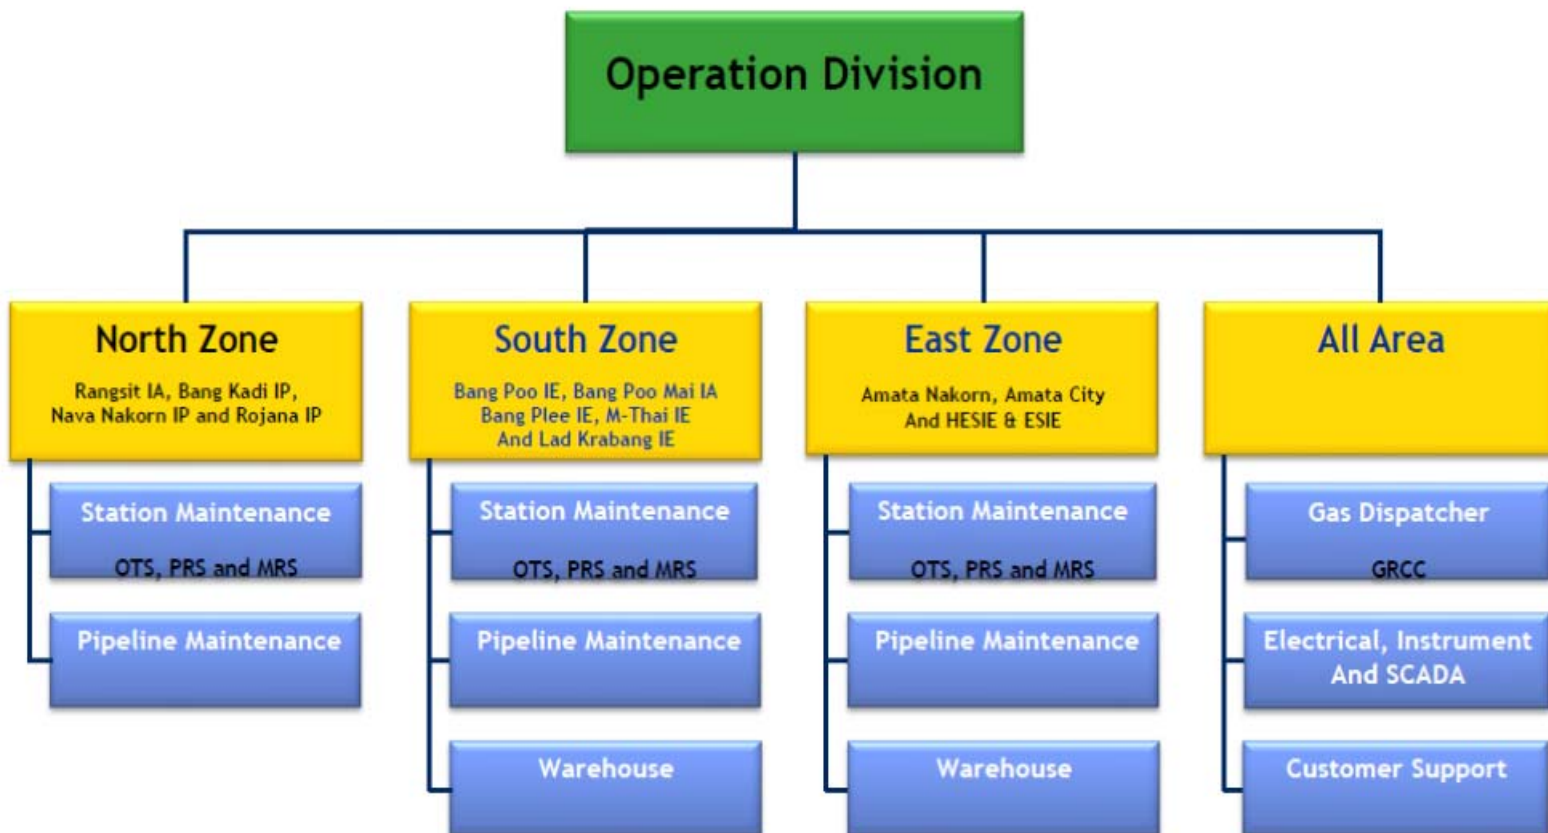 Operation Division
North Zone
Rangsit IA, Bang Kadi IP,
Nava Nakorn IP and Rojana IP
Station Maintenance
OTS, PRS and MRS
Pipeline Maintenance
South Zone
Bang Poo IE, Bang Poo Mai IA
Bang Plee IE, M-Thai IE
And Lad Krabang IE
Station Maintenance
OTS, PRS and MRS
Pipeline Maintenance
Warehouse
East Zone
Amata Nakorn, Amata City
And HESIE & ESIE
Station Maintenance
OTS, PRS and MRS
Pipeline Maintenance
Warehouse
All Area
Gas Dispatcher
GRCC
Electrical, Instrument
And SCADA
Customer Support